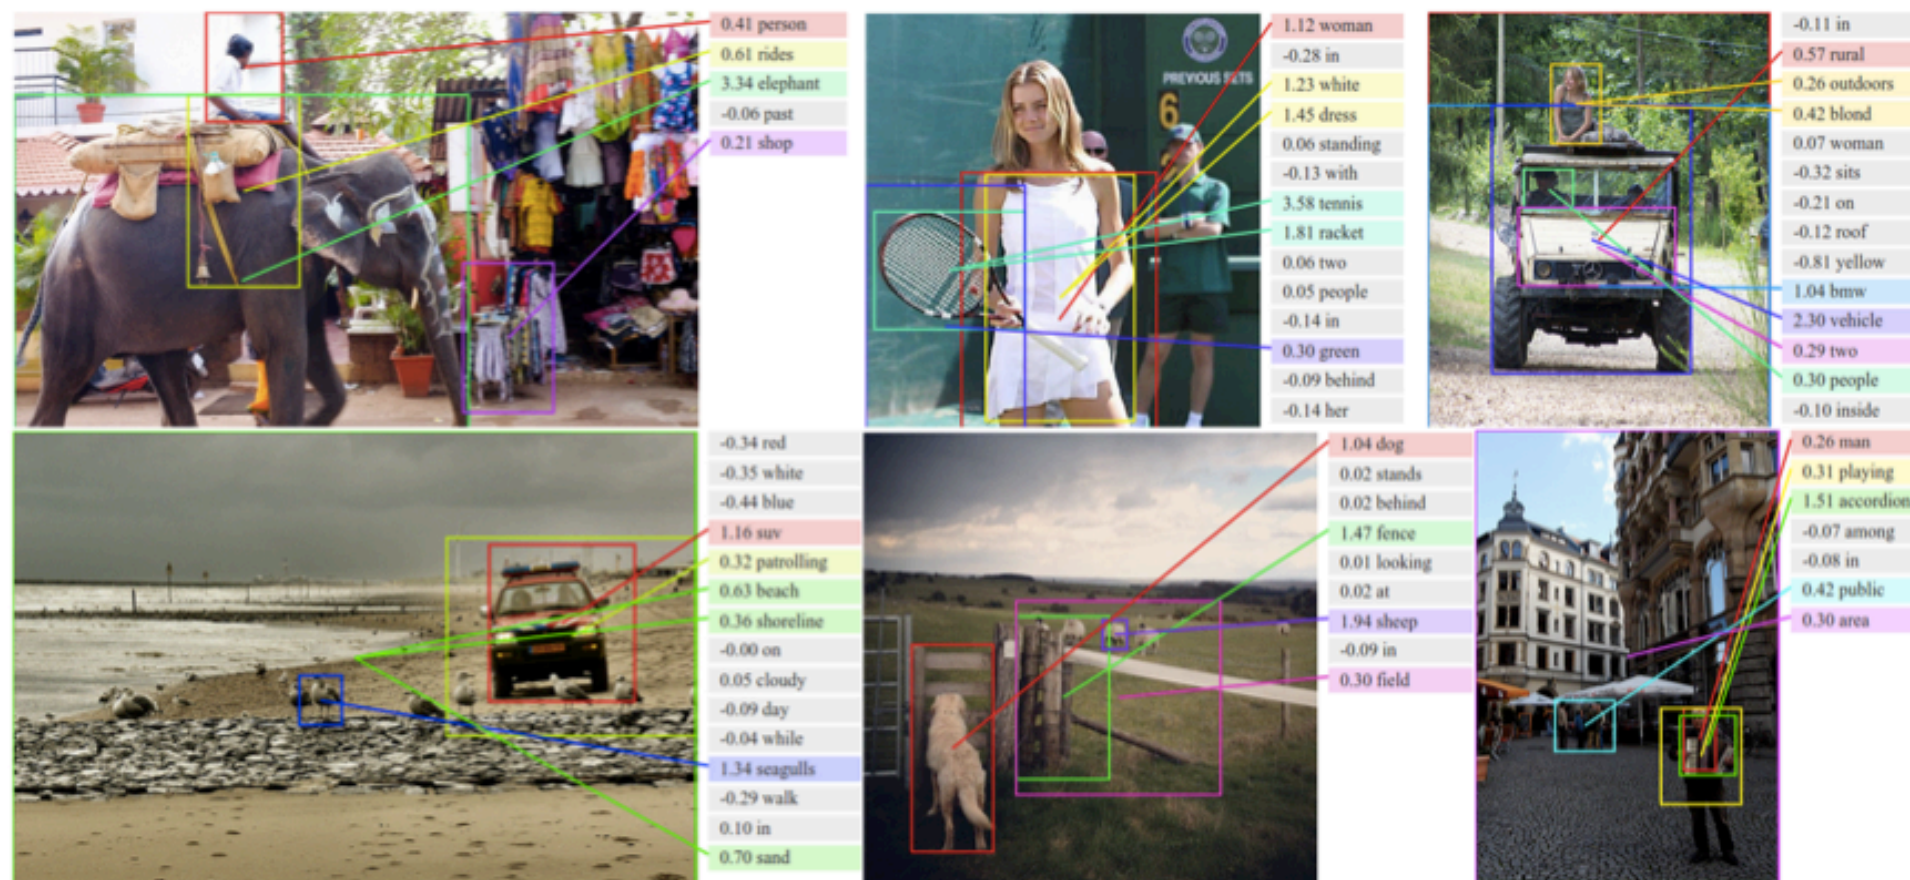 0.41 person
0.61 rides
3.34 elephant
-0.06 past
0.21 shop
PREVIOUS SETS
6
1.12 woman
-0.28 in
1.23 white
1.45 dress
0.06 standing
-0.13 with
3.58 tennis
1.81 racket
0.06 two
0.05 people
-0.14 in
0.30 green
-0.09 behind
-0.14 her
-0.11 in
0.57 rural
0.26 outdoors
0.42 blond
0.07 woman
-0.32 sits
-0.21 on
-0.12 roof
-0.81 yellow
1.04 bmw
2.30 vehicle
0.29 two
0.30 people
-0.10 inside
-0.34 red
-0.35 white
-0.44 blue
1.16 suv
0.32 patrolling
0.63 beach
0.36 shoreline
-0.00 on
0.05 cloudy
-0.09 day
-0.04 while
1.34 seagulls
-0.29 walk
0.10 in
0.70 sand
1.04 dog
0.02 stands
0.02 behind
1.47 fence
0.01 looking
0.02 at
1.94 sheep
-0.09 in
0.30 field
0.26 man
0.31 playing
1.51 accordion
-0.07 among
-0.08 in
0.42 public
0.30 area